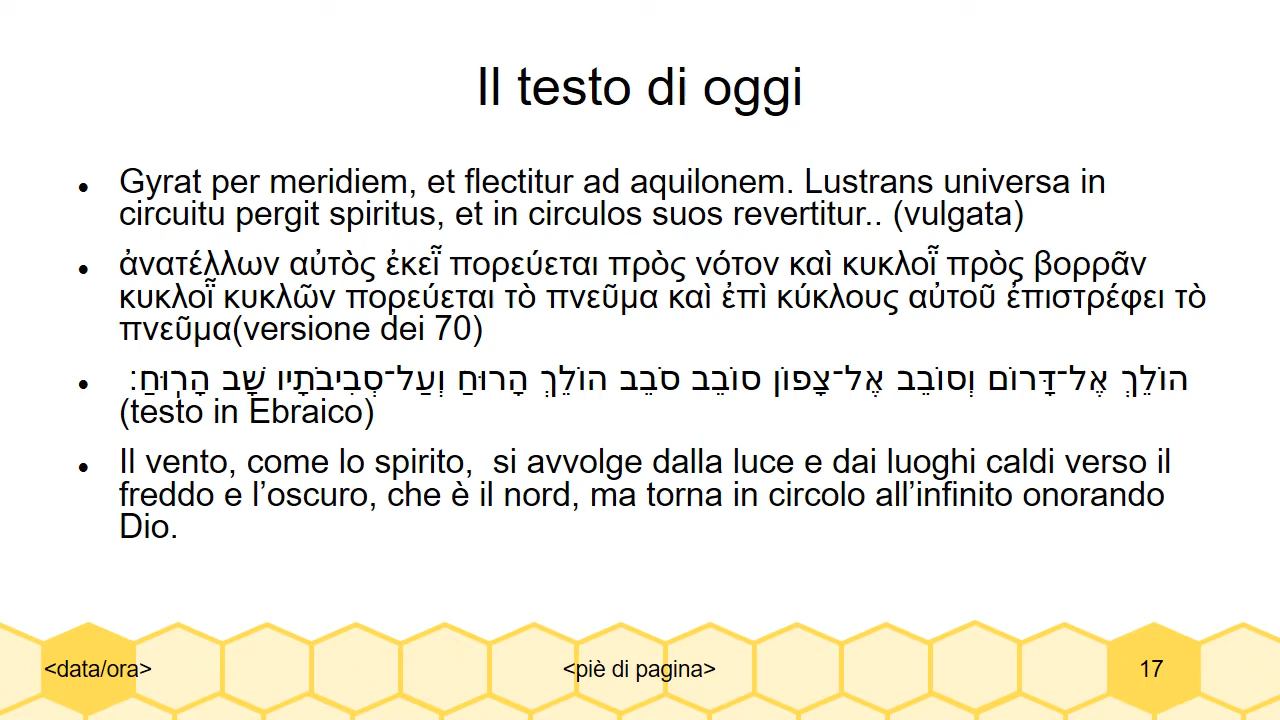 Il testo di oggi
Gyrat per meridiem, et flectitur ad aquilonem. Lustrans universa in
circuitu pergit spiritus, et in circulos suos revertitur.. (vulgata)
ἀνατέλλων αὐτὸς ἐκεῖ πορεύεται πρὸς νότον καὶ κυκλοῖ πρὸς βορρᾶν
κυκλοῖ κυκλῶν πορεύεται τὸ πνεῦμα καὶ ἐπὶ κύκλους αὐτοῦ ἐπιστρέφει τὸ
πνεῦμα(versione dei 70)
הוֹלֵךְ אֶל־דָּרוֹם וְסוֹבֵב אֶל־צָפוֹן סוֹבֵב סֹבֵב הוֹלֵךְ הָרוּחַ וְעַל־סְבִיבֹתָיו שָׁב הָרֽוּחַ׃
(testo in Ebraico)
Il vento, come lo spirito,  si avvolge dalla luce e dai luoghi caldi verso il
freddo e l’oscuro, che è il nord, ma torna in circolo all’infinito onorando
Dio.
<data/ora>
<piè di pagina>
17